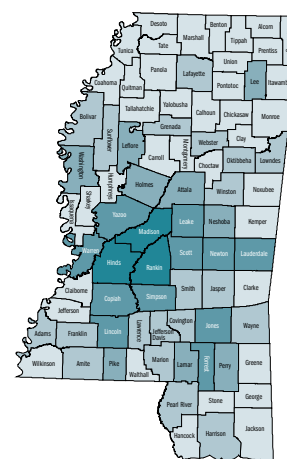 Desoto
Benton
Alcorn
Marshall
Tippah
Tate
Prentiss
Tunica
Union
Panola
Lafayette
Lee
Itawamba
Coahoma
Quitman
Pontotoc
Tallahatchie
Yalobusha
Calhoun
Chickasaw
Monroe
Bolivar
Grenada
Sunflower
Leflore
Webster
Clay
Carroll
Montgomery
Oktibbeha
Lowndes
Washington
Choctaw
Humphreys
Holmes
Attala
Winston
Noxubee
Sharkey
Issaquena
Yazoo
Madison
Leake
Neshoba
Kemper
Warren
Hinds
Rankin
Scott
Newton
Lauderdale
Claiborne
Copiah
Simpson
Smith
Jasper
Clarke
Jefferson
Adams
Franklin
Lincoln
Lawrence
Jefferson
Davis
Covington
Jones
Wayne
Wilkinson
Amite
Pike
Walthall
Marion
Lamar
Forrest
Perry
Greene
Pearl River
Stone
George
Hancock
Harrison
Jackson